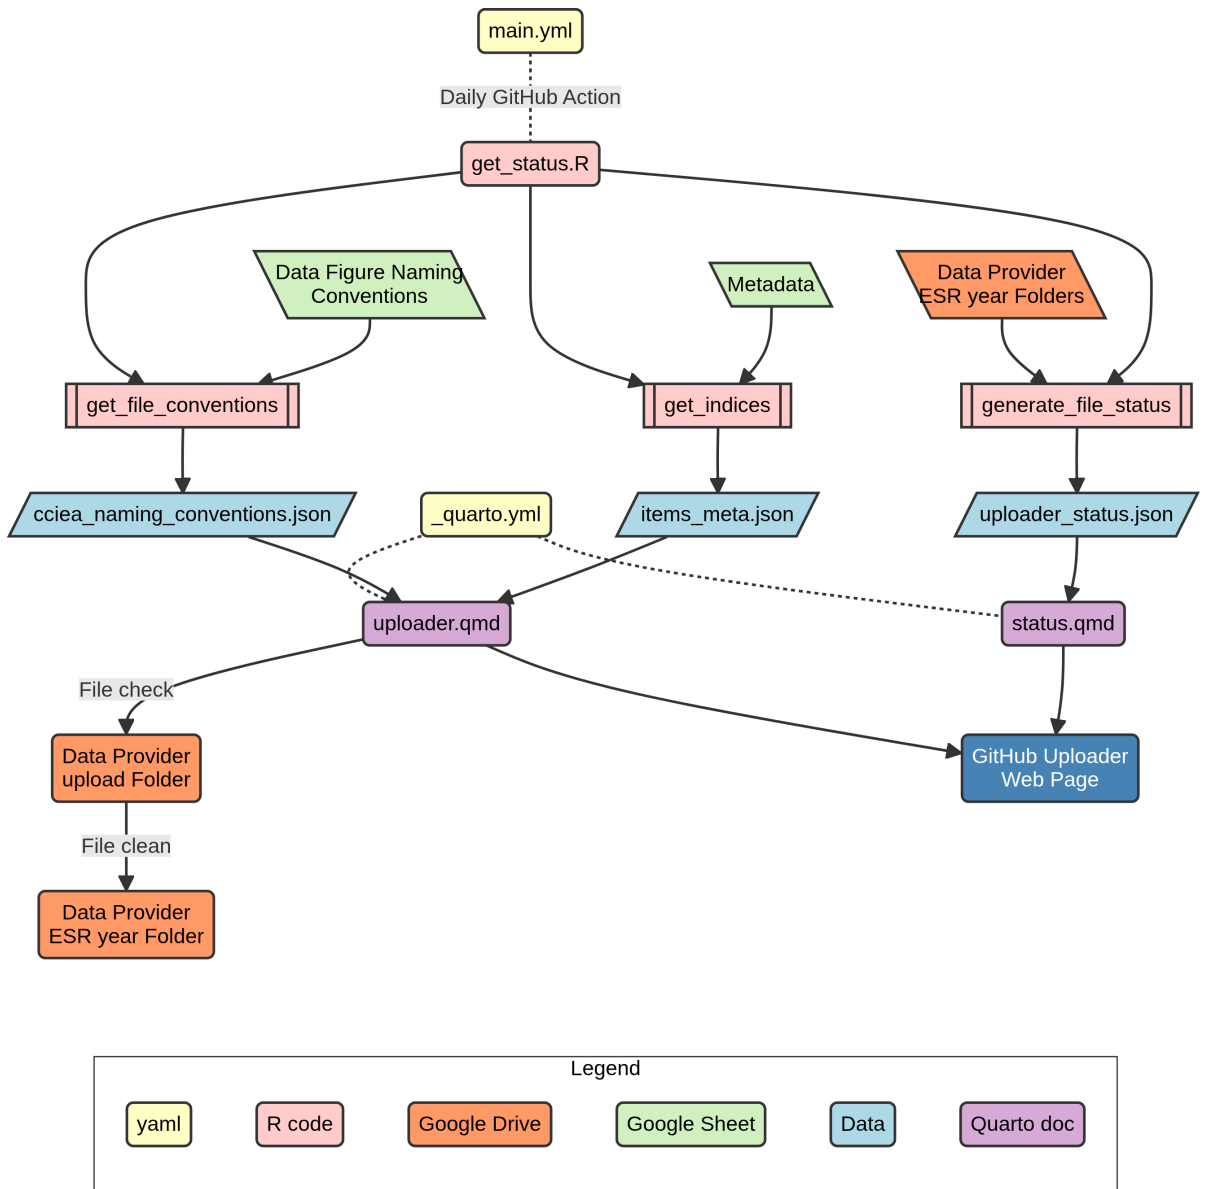 main.yml
Daily GitHub Action
get_status.R
Data Figure Naming
Conventions
Metadata
Data Provider
ESR year Folders
get_file_conventions
get_indices
generate_file_status
cciea_naming_conventions.json
_quarto.yml
items_meta.json
uploader_status.json
uploader.qmd
status.qmd
File check
Data Provider
upload Folder
GitHub Uploader
Web Page
File clean
Data Provider
ESR year Folder
Legend
yaml
R code
Google Drive
Google Sheet
Data
Quarto doc